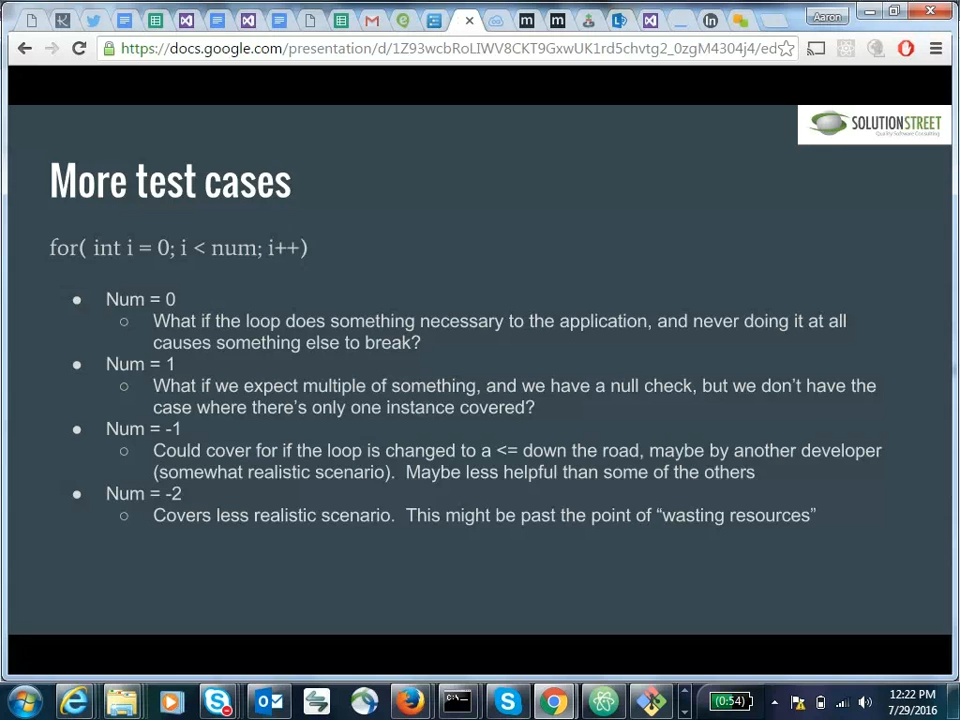 Aaron
https://docs.google.com/presentation/d/1Z93wcbRoLIWV8CKT9GxwUK1rd5chvtg2_0zgM4304j4/ed
SOLUTIONSTREET
Quality Software Consulting
More test cases
for( int i = 0; i < num; i++)
● Num = 0
○ What if the loop does something necessary to the application, and never doing it at all
causes something else to break?
● Num = 1
○ What if we expect multiple of something, and we have a null check, but we don’t have the
case where there’s only one instance covered?
● Num = -1
○ Could cover for if the loop is changed to a <= down the road, maybe by another developer
(somewhat realistic scenario). Maybe less helpful than some of the others
● Num = -2
○ Covers less realistic scenario. This might be past the point of “wasting resources”
(0:54)
12:22 PM
7/29/2016